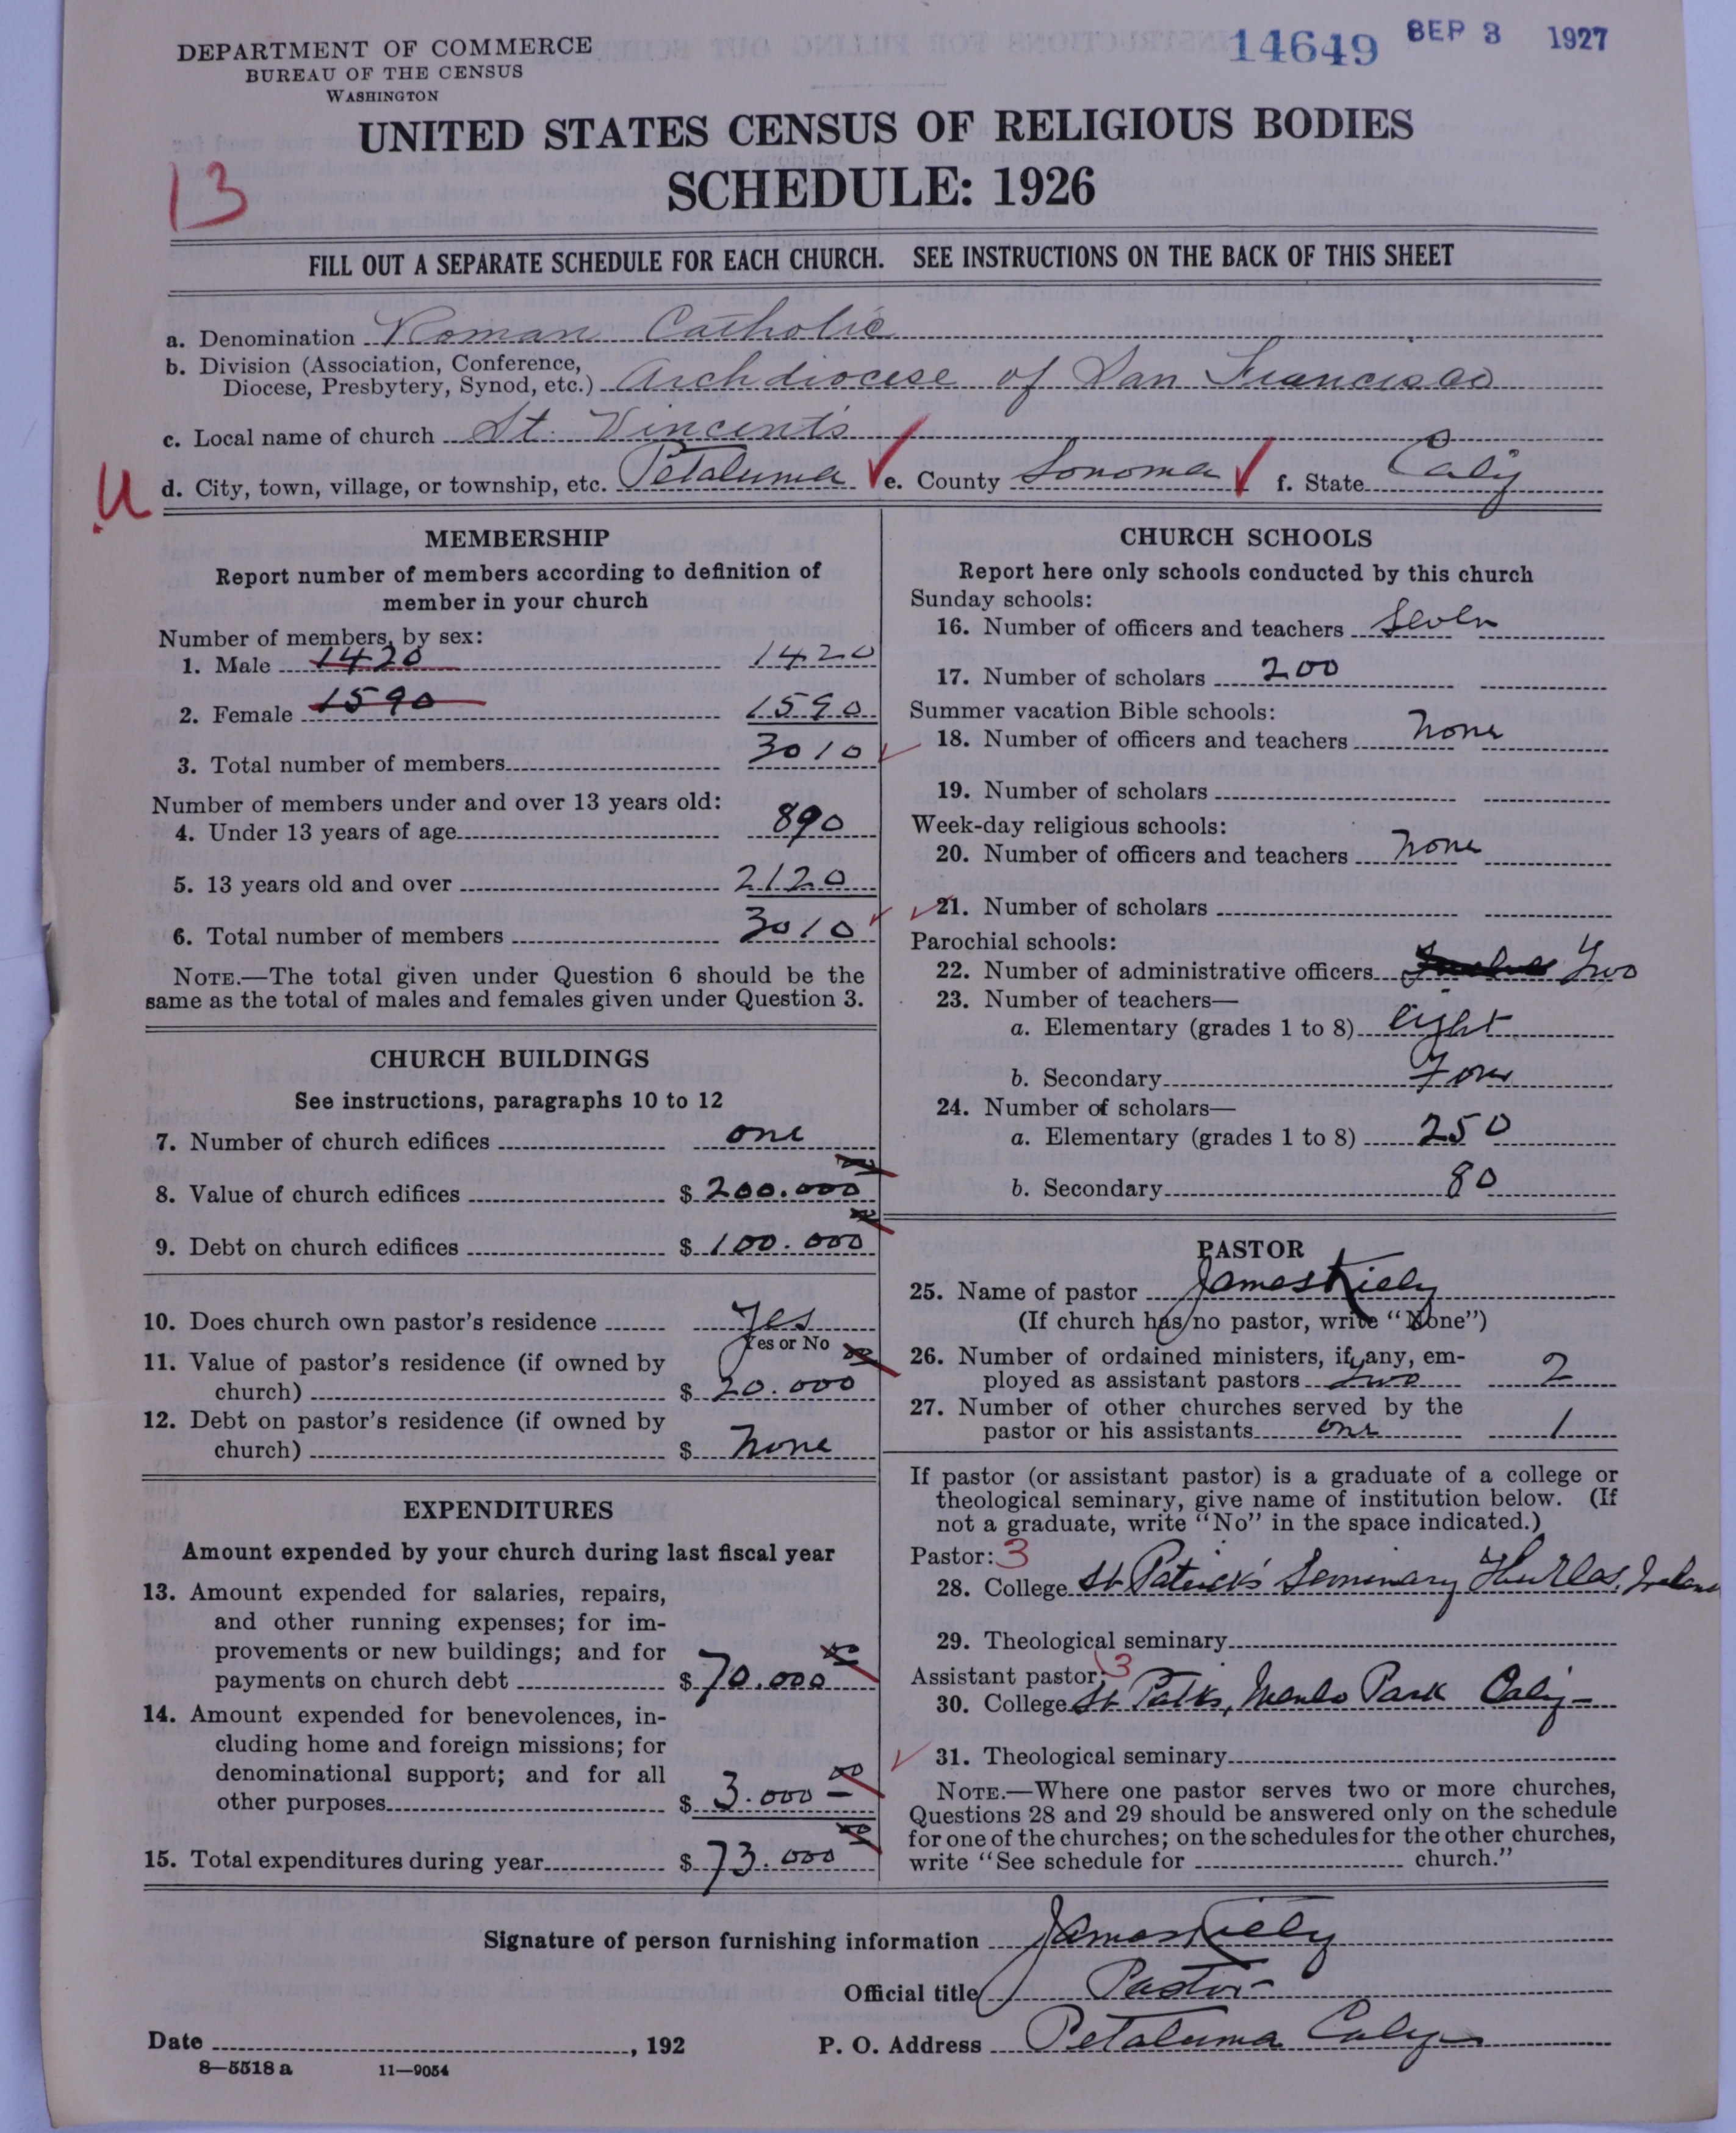 DEPARTMENT OF COMMERCE
BUREAU OF THE CENSUS
WASHINGTON
14649 SEP 3 1927
UNITED STATES CENSUS OF RELIGIOUS BODIES
SCHEDULE: 1926
13
FILL OUT A SEPARATE SCHEDULE FOR EACH CHURCH. SEE INSTRUCTIONS ON THE BACK OF THIS SHEET
a. Denomination Roman Catholic
b. Division (Association, Conference,
Diocese, Presbytery, Synod, etc.) Archdiocese of San Francisco
c. Local name of church St. Vincent's
U d. City, town, village, or township, etc. Petaluma e. County Sonoma f. State Calif
MEMBERSHIP
Report number of members according to definition of
member in your church
Number of members, by sex:
1. Male 1420 1420
2. Female 1590 1590
3. Total number of members 3010
Number of members under and over 13 years old:
4. Under 13 years of age 890
5. 13 years old and over 2120
6. Total number of members 3010
NOTE.—The total given under Question 6 should be the
same as the total of males and females given under Question 3.
CHURCH BUILDINGS
See instructions, paragraphs 10 to 12
7. Number of church edifices one
8. Value of church edifices $ 200.000
9. Debt on church edifices $ 100.000
10. Does church own pastor's residence Yes
Yes or No
11. Value of pastor's residence (if owned by
church) $ 20.000
12. Debt on pastor's residence (if owned by
church) $ none
EXPENDITURES
Amount expended by your church during last fiscal year
13. Amount expended for salaries, repairs,
and other running expenses; for im-
provements or new buildings; and for
payments on church debt $ 70.000
14. Amount expended for benevolences, in-
cluding home and foreign missions; for
denominational support; and for all
other purposes $ 3.000 00
15. Total expenditures during year $ 73.000
CHURCH SCHOOLS
Report here only schools conducted by this church
Sunday schools:
16. Number of officers and teachers seven
17. Number of scholars 200
Summer vacation Bible schools:
18. Number of officers and teachers none
19. Number of scholars
Week-day religious schools:
20. Number of officers and teachers none
21. Number of scholars
Parochial schools:
22. Number of administrative officers Two
23. Number of teachers—
a. Elementary (grades 1 to 8) eight
b. Secondary Four
24. Number of scholars—
a. Elementary (grades 1 to 8) 250
b. Secondary 80
PASTOR
25. Name of pastor James Kiely
(If church has no pastor, write "None")
26. Number of ordained ministers, if any, em-
ployed as assistant pastors two 2
27. Number of other churches served by the
pastor or his assistants one 1
If pastor (or assistant pastor) is a graduate of a college or
theological seminary, give name of institution below. (If
not a graduate, write "No" in the space indicated.)
Pastor: 3
28. College St Patrick's Seminary Thurles, Ireland
29. Theological seminary
Assistant pastor: 3
30. College St Patks, Menlo Park Calif
31. Theological seminary
NOTE.—Where one pastor serves two or more churches,
Questions 28 and 29 should be answered only on the schedule
for one of the churches; on the schedules for the other churches,
write "See schedule for church."
Signature of person furnishing information James Kiely
Official title Pastor
Date , 192 P. O. Address Petaluma Calif
8—5518 a 11—9054